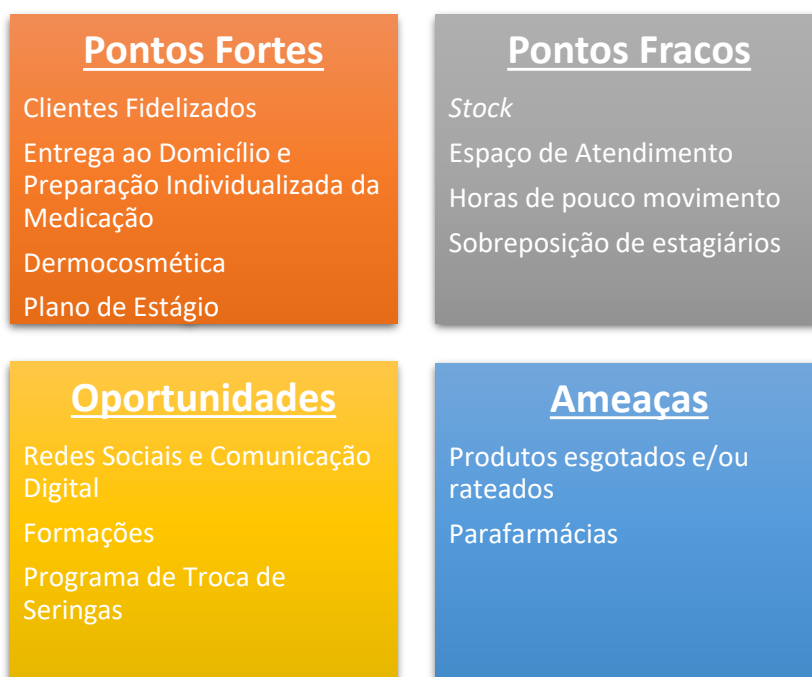 Pontos Fortes
Clientes Fidelizados
Entrega ao Domicílio e
Preparação Individualizada da
Medicação
Dermocosmética
Plano de Estágio
Pontos Fracos
Stock
Espaço de Atendimento
Horas de pouco movimento
Sobreposição de estagiários
Oportunidades
Redes Sociais e Comunicação
Digital
Formações
Programa de Troca de
Seringas
Ameaças
Produtos esgotados e/ou
rateados
Parafarmácias